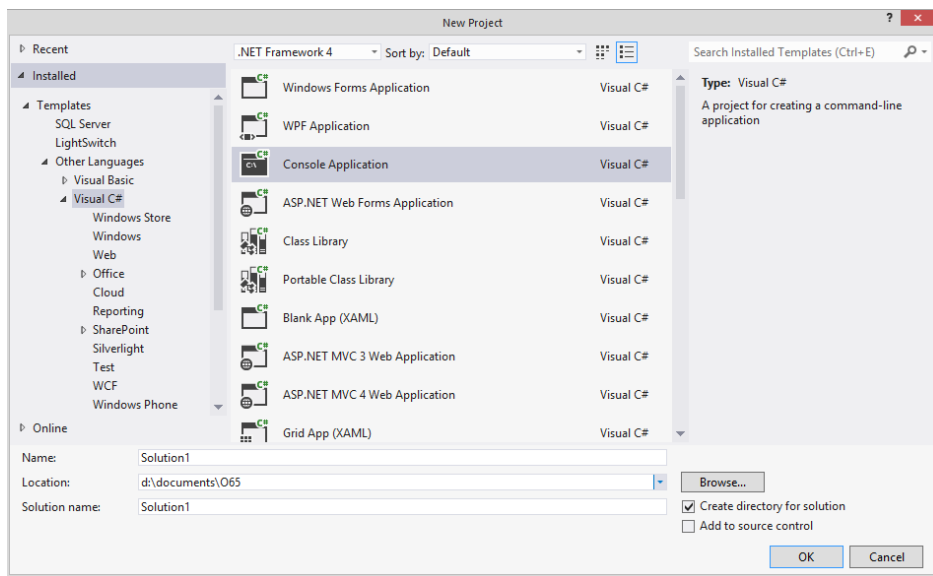 New Project
? ×
Recent
.NET Framework 4 Sort by: Default
Search Installed Templates (Ctrl+E)
Installed
Templates
SQL Server
LightSwitch
Other Languages
Visual Basic
Visual C#
Windows Store
Windows
Web
Office
Cloud
Reporting
SharePoint
Silverlight
Test
WCF
Windows Phone
Online
C# Windows Forms Application Visual C#
C# WPF Application Visual C#
C# C:\ Console Application Visual C#
C# ASP.NET Web Forms Application Visual C#
C# Class Library Visual C#
C# Portable Class Library Visual C#
C# Blank App (XAML) Visual C#
C# ASP.NET MVC 3 Web Application Visual C#
C# ASP.NET MVC 4 Web Application Visual C#
C# Grid App (XAML) Visual C#
Type: Visual C#
A project for creating a command-line
application
Name: Solution1
Location: d:\documents\O65 Browse...
Solution name: Solution1
Create directory for solution
Add to source control
OK Cancel